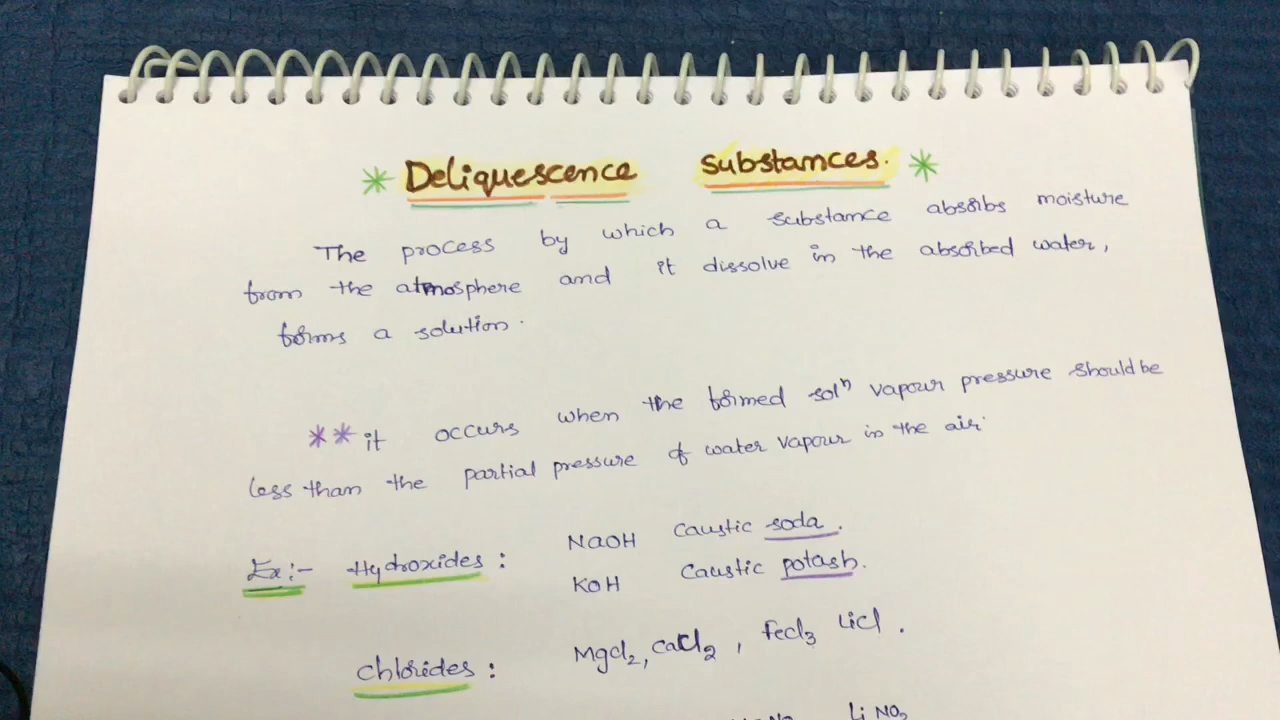 * Deliquescence substances. *
The process by which a substance absorbs moisture
from the atmosphere and it dissolve in the absorbed water,
forms a solution.
** it occurs when the formed solⁿ vapour pressure should be
less than the partial pressure of water vapour in the air.
Ex:- Hydroxides : NaOH Caustic soda.
KOH Caustic potash.
Chlorides : MgCl2, CaCl2, FeCl3 LiCl.
Li NO3